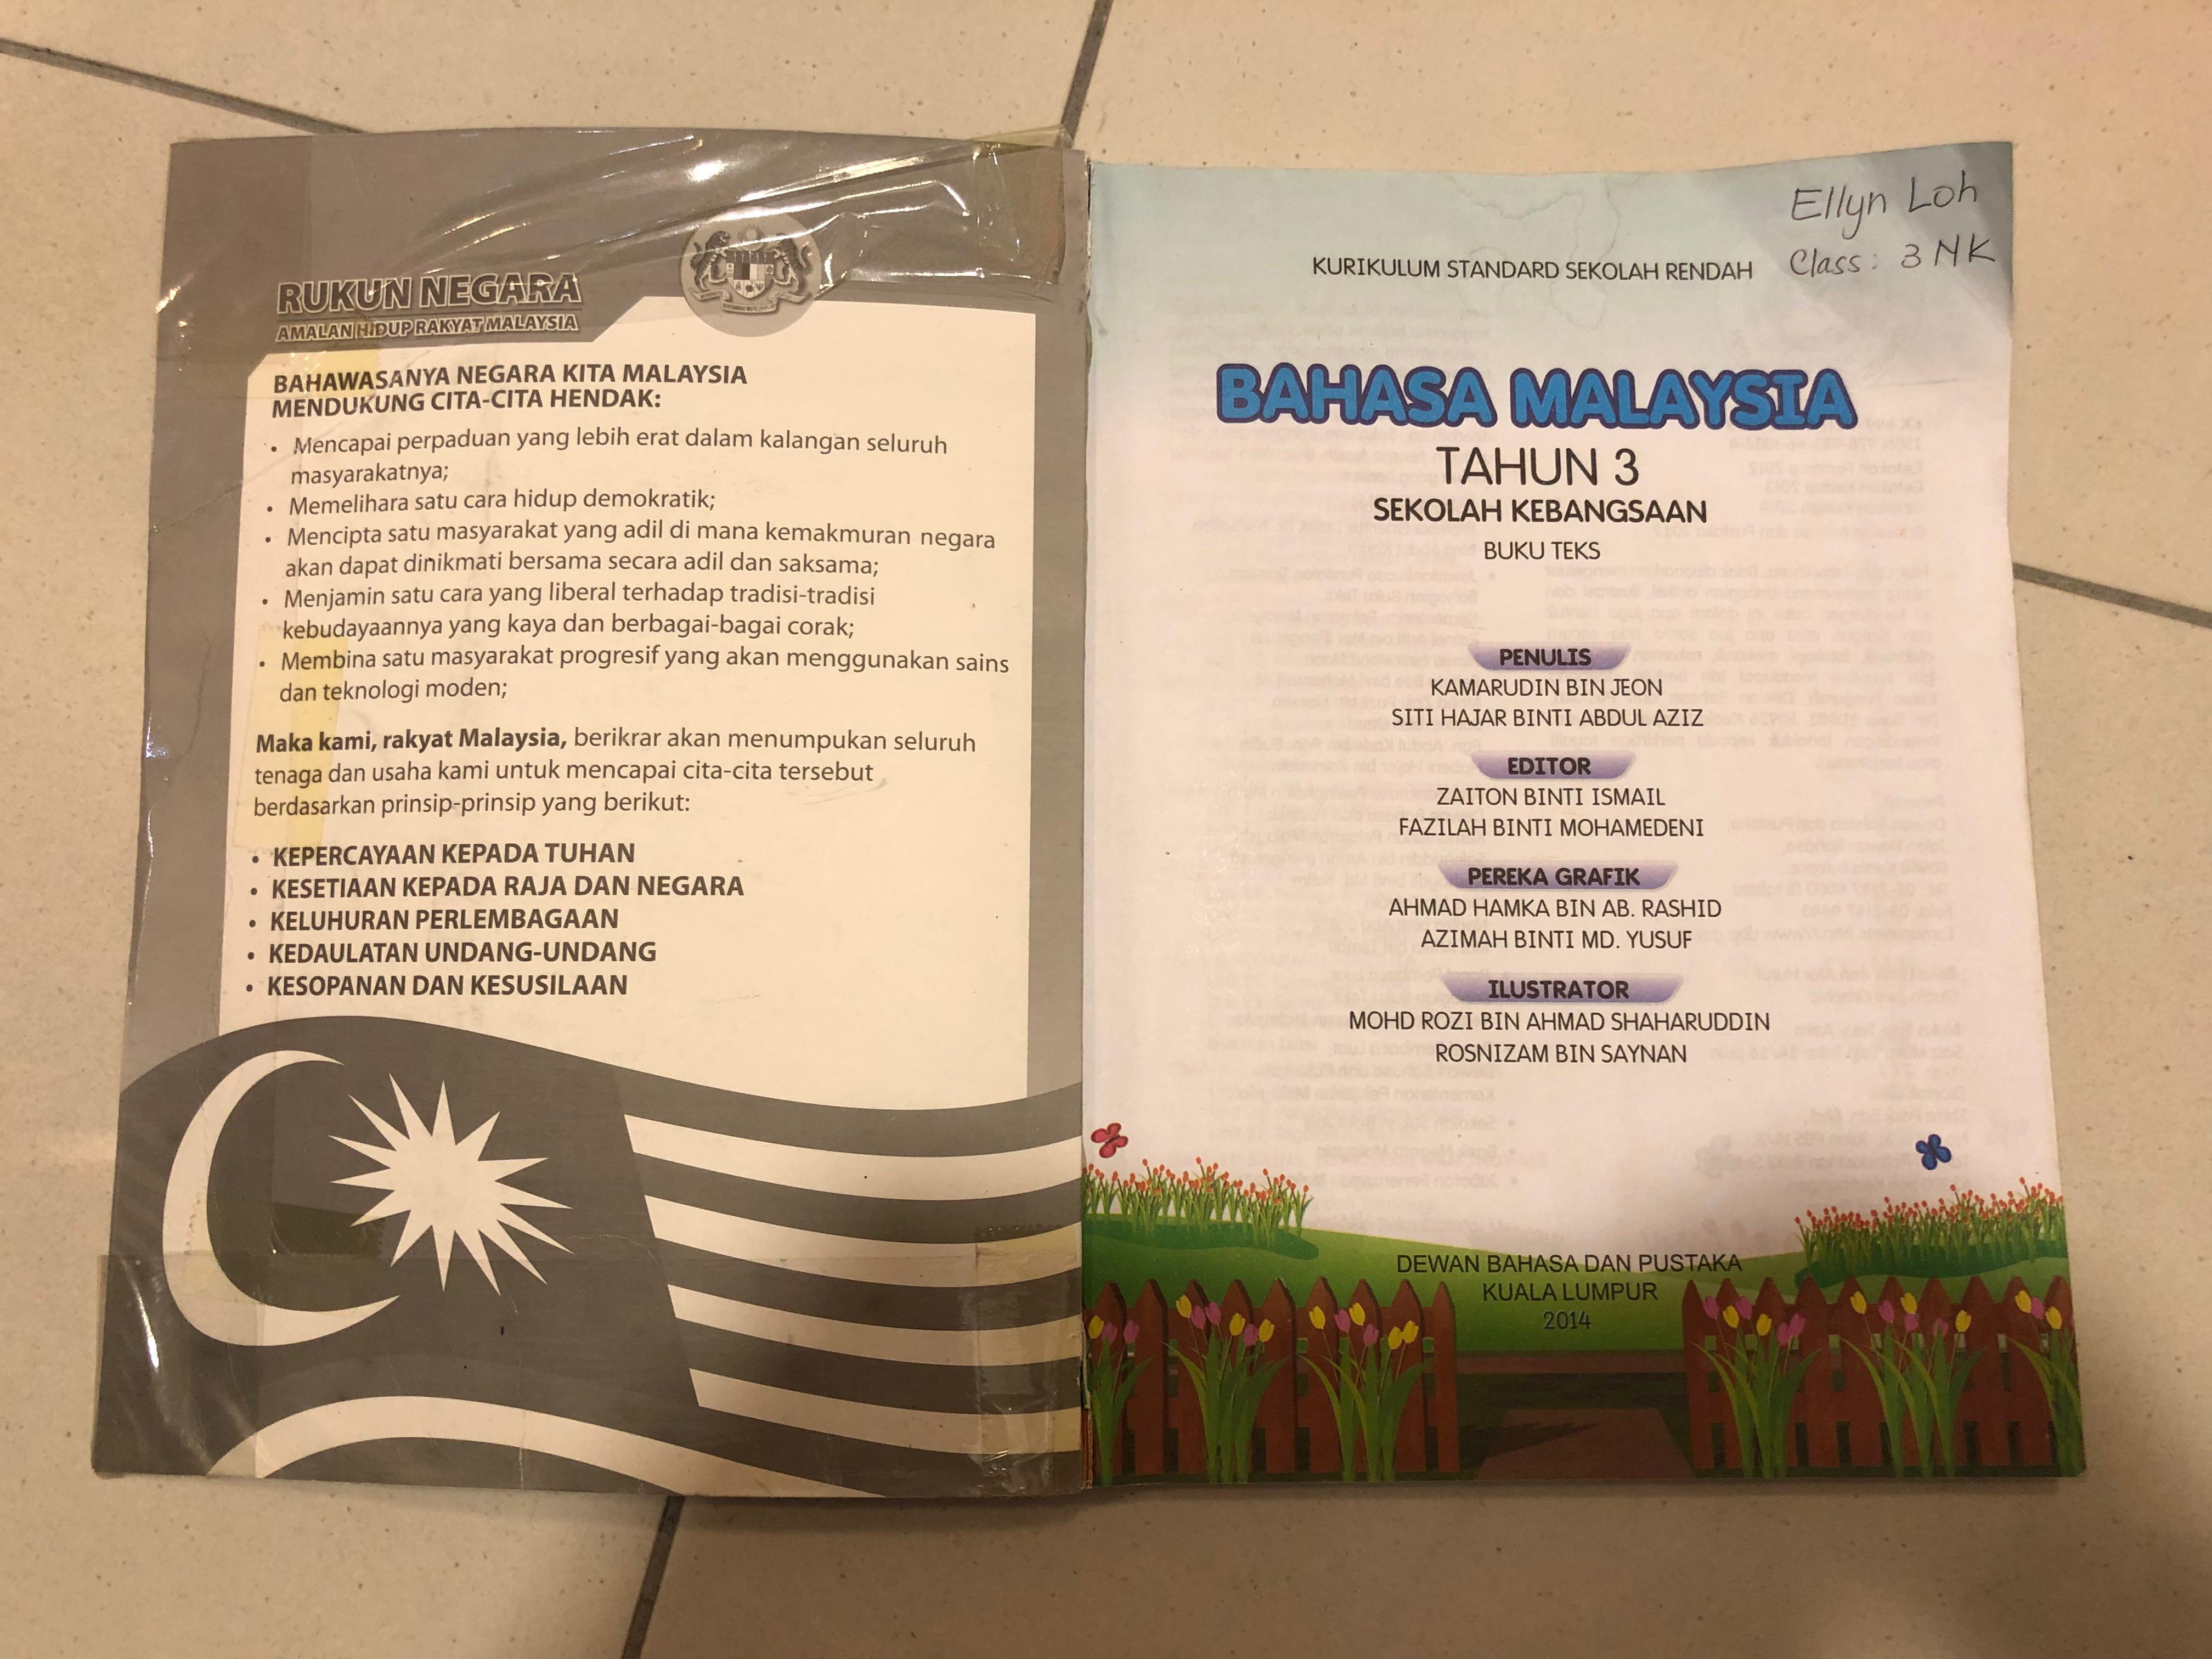 RUKUN NEGARA
AMALAN HIDUP RAKYAT MALAYSIA
BAHAWASANYA NEGARA KITA MALAYSIA
MENDUKUNG CITA-CITA HENDAK:
• Mencapai perpaduan yang lebih erat dalam kalangan seluruh
masyarakatnya;
• Memelihara satu cara hidup demokratik;
• Mencipta satu masyarakat yang adil di mana kemakmuran negara
akan dapat dinikmati bersama secara adil dan saksama;
• Menjamin satu cara yang liberal terhadap tradisi-tradisi
kebudayaannya yang kaya dan berbagai-bagai corak;
• Membina satu masyarakat progresif yang akan menggunakan sains
dan teknologi moden;
Maka kami, rakyat Malaysia, berikrar akan menumpukan seluruh
tenaga dan usaha kami untuk mencapai cita-cita tersebut
berdasarkan prinsip-prinsip yang berikut:
• KEPERCAYAAN KEPADA TUHAN
• KESETIAAN KEPADA RAJA DAN NEGARA
• KELUHURAN PERLEMBAGAAN
• KEDAULATAN UNDANG-UNDANG
• KESOPANAN DAN KESUSILAAN
Ellyn Loh
Class: 3 NK
KURIKULUM STANDARD SEKOLAH RENDAH
BAHASA MALAYSIA
TAHUN 3
SEKOLAH KEBANGSAAN
BUKU TEKS
PENULIS
KAMARUDIN BIN JEON
SITI HAJAR BINTI ABDUL AZIZ
EDITOR
ZAITON BINTI ISMAIL
FAZILAH BINTI MOHAMEDENI
PEREKA GRAFIK
AHMAD HAMKA BIN AB. RASHID
AZIMAH BINTI MD. YUSUF
ILUSTRATOR
MOHD ROZI BIN AHMAD SHAHARUDDIN
ROSNIZAM BIN SAYNAN
DEWAN BAHASA DAN PUSTAKA
KUALA LUMPUR
2014